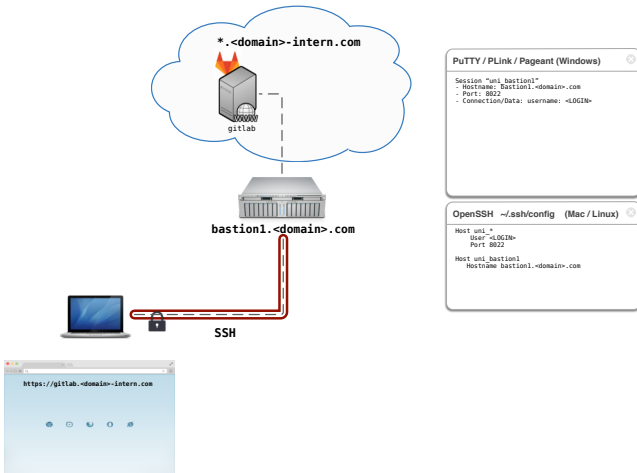 *.<domain>-intern.com
gitlab
bastion1.<domain>.com
SSH
https://gitlab.<domain>-intern.com
PuTTY / PLink / Pageant (Windows)
Session “uni_bastion1”
- Hostname: bastion1.<domain>.com
- Port: 8022
- Connection/Data: username: <LOGIN>
OpenSSH ~/.ssh/config (Mac / Linux)
Host uni_*
User <LOGIN>
Port 8022
Host uni_bastion1
Hostname bastion1.<domain>.com